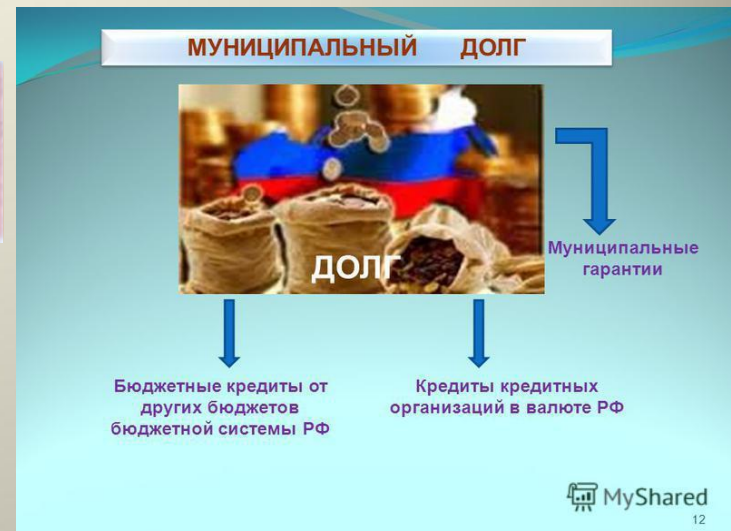 МУНИЦИПАЛЬНЫЙ ДОЛГ
ДОЛГ
Муниципальные
гарантии
Бюджетные кредиты от
других бюджетов
бюджетной системы РФ
Кредиты кредитных
организаций в валюте РФ
MyShared
12